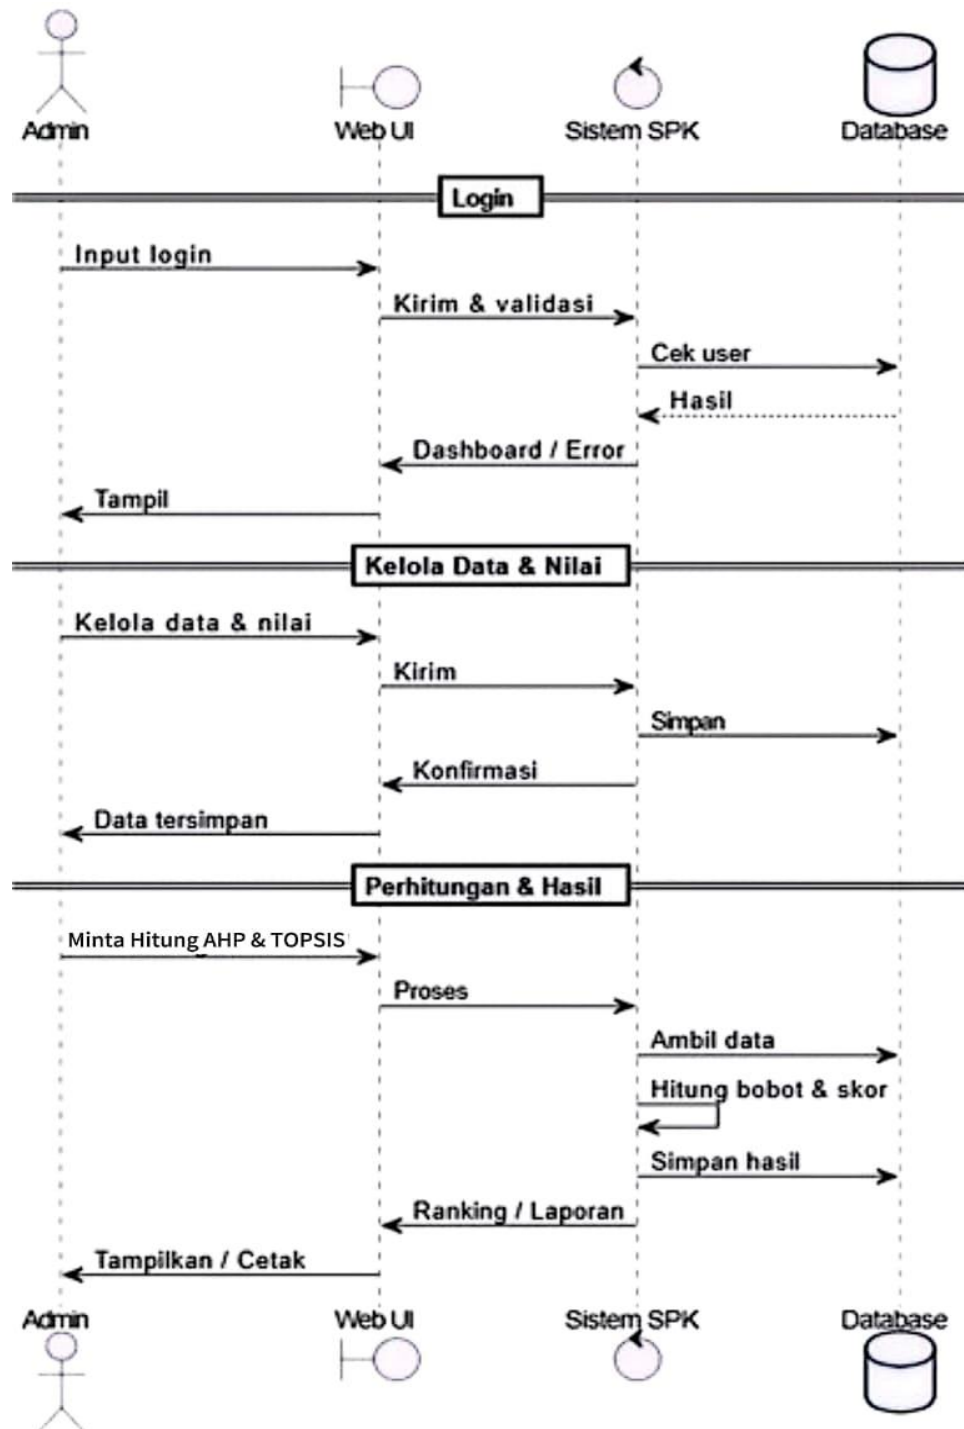 Admin
Web UI
Sistem SPK
Database
Login
Input login
Kirim & validasi
Cek user
Hasil
Dashboard / Error
Tampil
Kelola Data & Nilai
Kelola data & nilai
Kirim
Simpan
Konfirmasi
Data tersimpan
Perhitungan & Hasil
Minta Hitung AHP & TOPSIS
Proses
Ambil data
Hitung bobot & skor
Simpan hasil
Ranking / Laporan
Tampilkan / Cetak
Admin
Web UI
Sistem SPK
Database